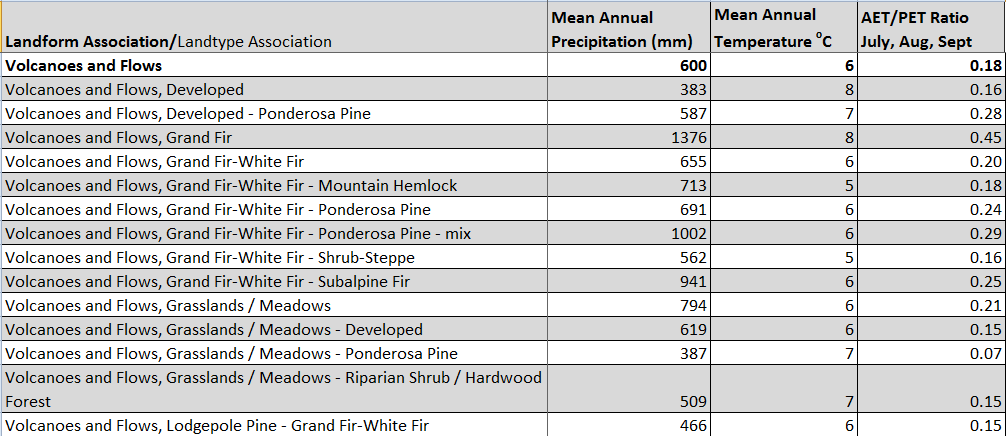 Landform Association/Landtype Association Mean Annual Precipitation (mm) Mean Annual Temperature °C AET/PET Ratio July, Aug, Sept
Volcanoes and Flows 600 6 0.18
Volcanoes and Flows, Developed 383 8 0.16
Volcanoes and Flows, Developed - Ponderosa Pine 587 7 0.28
Volcanoes and Flows, Grand Fir 1376 8 0.45
Volcanoes and Flows, Grand Fir-White Fir 655 6 0.20
Volcanoes and Flows, Grand Fir-White Fir - Mountain Hemlock 713 5 0.18
Volcanoes and Flows, Grand Fir-White Fir - Ponderosa Pine 691 6 0.24
Volcanoes and Flows, Grand Fir-White Fir - Ponderosa Pine - mix 1002 6 0.29
Volcanoes and Flows, Grand Fir-White Fir - Shrub-Steppe 562 5 0.16
Volcanoes and Flows, Grand Fir-White Fir - Subalpine Fir 941 6 0.25
Volcanoes and Flows, Grasslands / Meadows 794 6 0.21
Volcanoes and Flows, Grasslands / Meadows - Developed 619 6 0.15
Volcanoes and Flows, Grasslands / Meadows - Ponderosa Pine 387 7 0.07
Volcanoes and Flows, Grasslands / Meadows - Riparian Shrub / Hardwood
Forest 509 7 0.15
Volcanoes and Flows, Lodgepole Pine - Grand Fir-White Fir 466 6 0.15